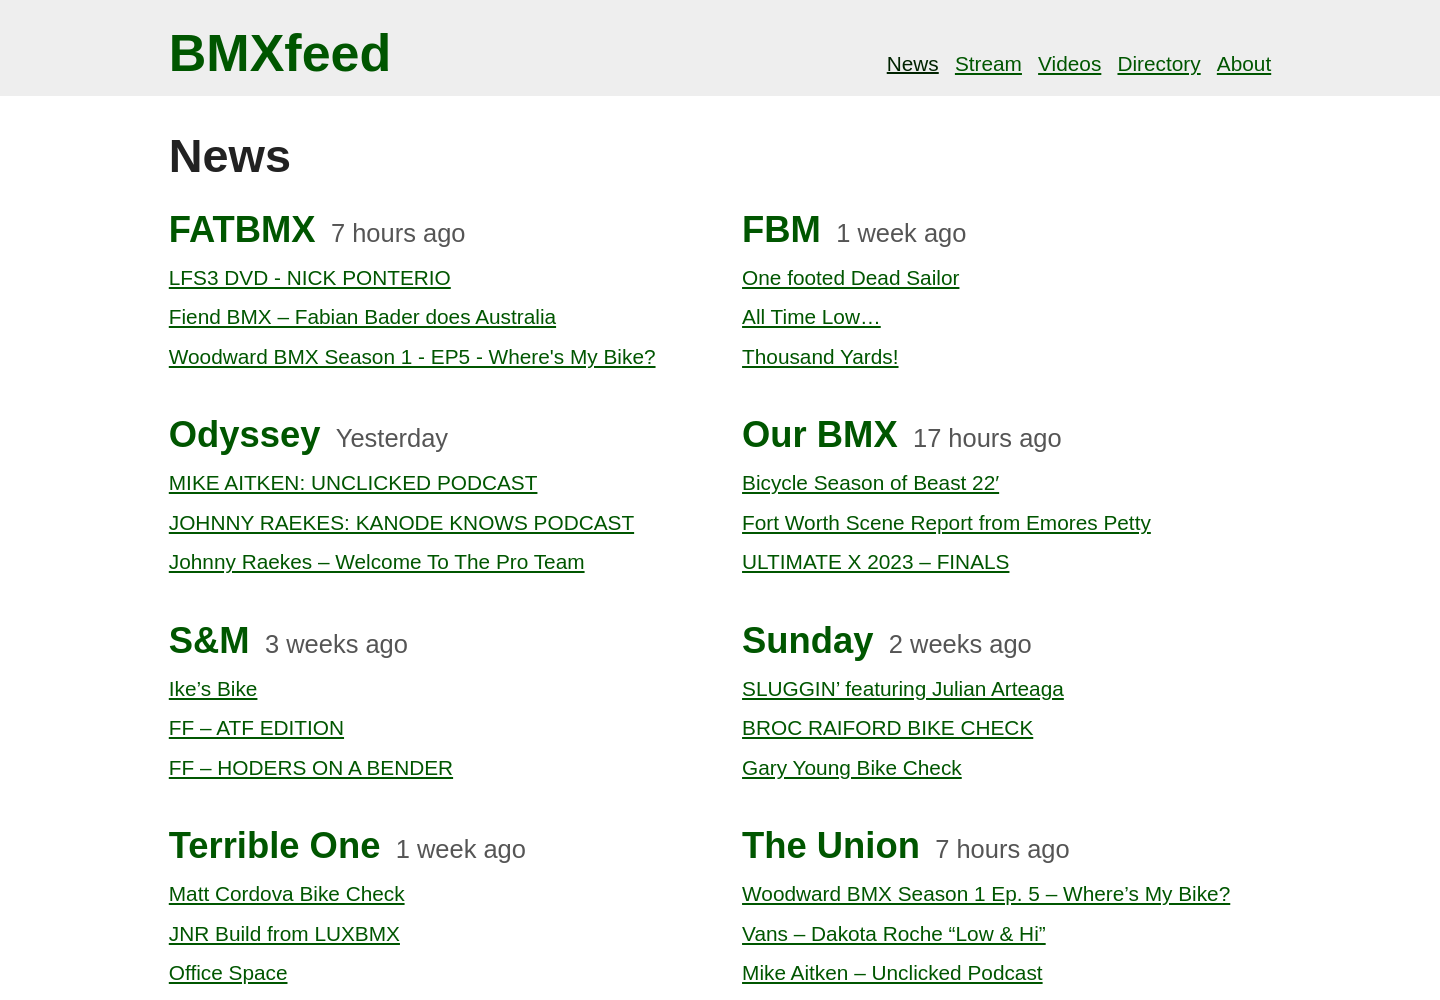 BMXfeed
News Stream Videos Directory About
News
FATBMX 7 hours ago
LFS3 DVD - NICK PONTERIO
Fiend BMX – Fabian Bader does Australia
Woodward BMX Season 1 - EP5 - Where's My Bike?
FBM 1 week ago
One footed Dead Sailor
All Time Low…
Thousand Yards!
Odyssey Yesterday
MIKE AITKEN: UNCLICKED PODCAST
JOHNNY RAEKES: KANODE KNOWS PODCAST
Johnny Raekes – Welcome To The Pro Team
Our BMX 17 hours ago
Bicycle Season of Beast 22′
Fort Worth Scene Report from Emores Petty
ULTIMATE X 2023 – FINALS
S&M 3 weeks ago
Ike’s Bike
FF – ATF EDITION
FF – HODERS ON A BENDER
Sunday 2 weeks ago
SLUGGIN’ featuring Julian Arteaga
BROC RAIFORD BIKE CHECK
Gary Young Bike Check
Terrible One 1 week ago
Matt Cordova Bike Check
JNR Build from LUXBMX
Office Space
The Union 7 hours ago
Woodward BMX Season 1 Ep. 5 – Where’s My Bike?
Vans – Dakota Roche “Low & Hi”
Mike Aitken – Unclicked Podcast